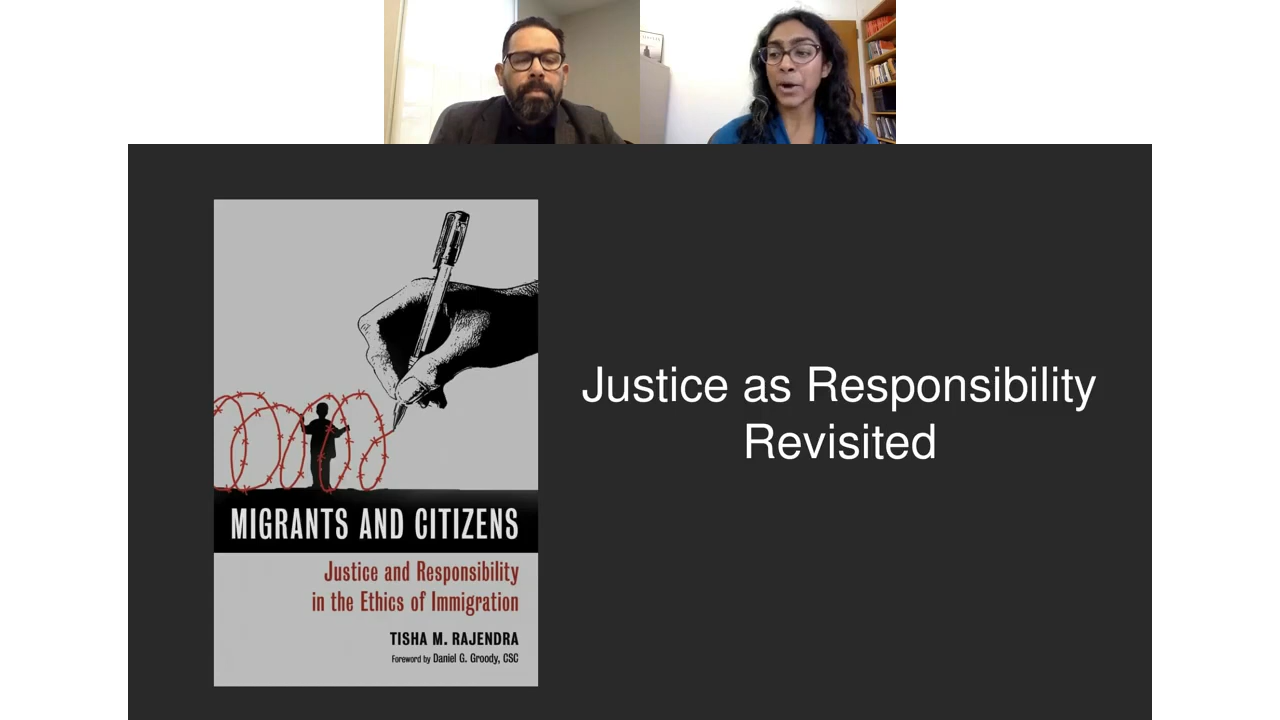 MIGRANTS AND CITIZENS
Justice and Responsibility
in the Ethics of Immigration
TISHA M. RAJENDRA
Foreword by Daniel G. Groody, CSC
Justice as Responsibility
Revisited